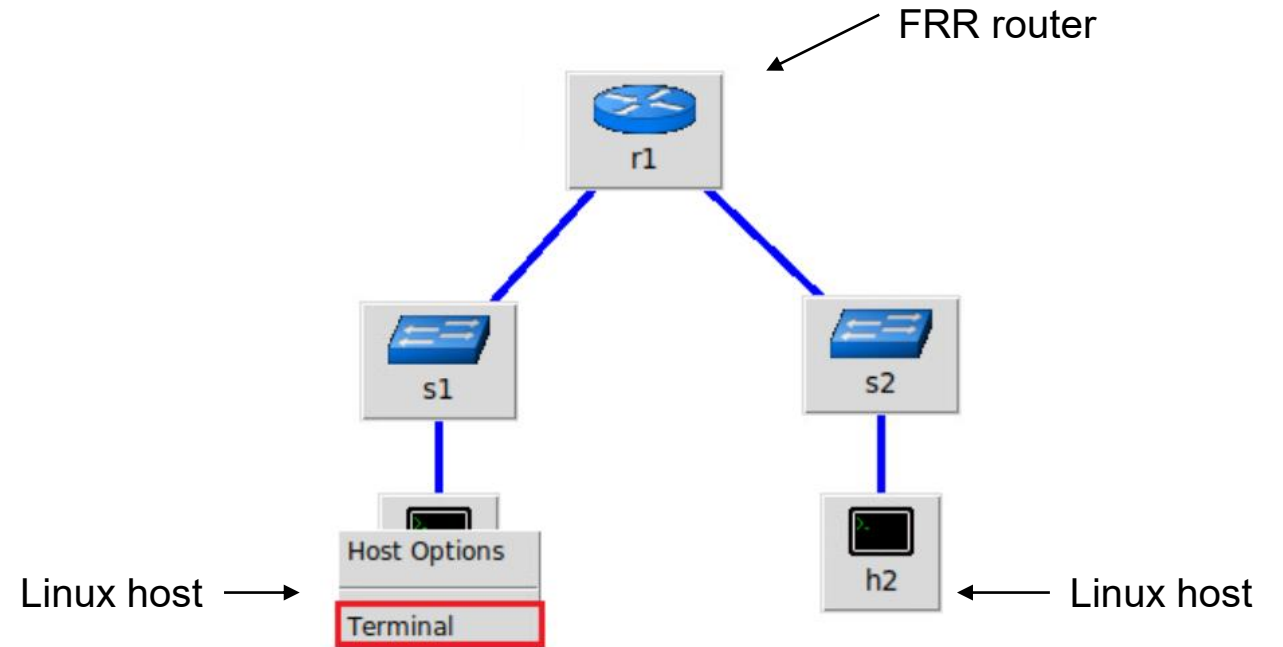 FRR router
r1
s1
s2
Host Options
h2
Linux host
Linux host
Terminal